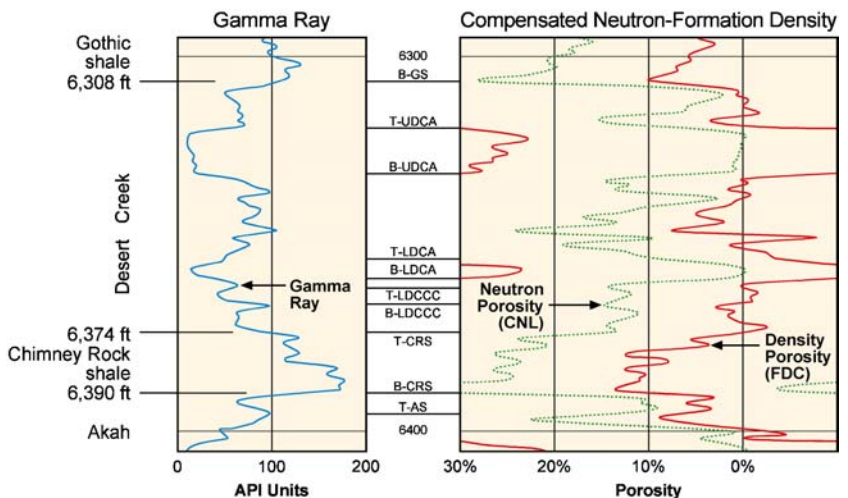 Gamma Ray
Compensated Neutron-Formation Density
Gothic
shale
6,308 ft
Desert Creek
6,374 ft
Chimney Rock
shale
6,390 ft
Akah
Gamma
Ray
6300
B-GS
T-UDCA
B-UDCA
T-LDCA
B-LDCA
T-LDCCC
B-LDCCC
T-CRS
B-CRS
T-AS
6400
Neutron
Porosity
(CNL)
Density
Porosity
(FDC)
0
100
200
30%
20%
10%
0%
API Units
Porosity